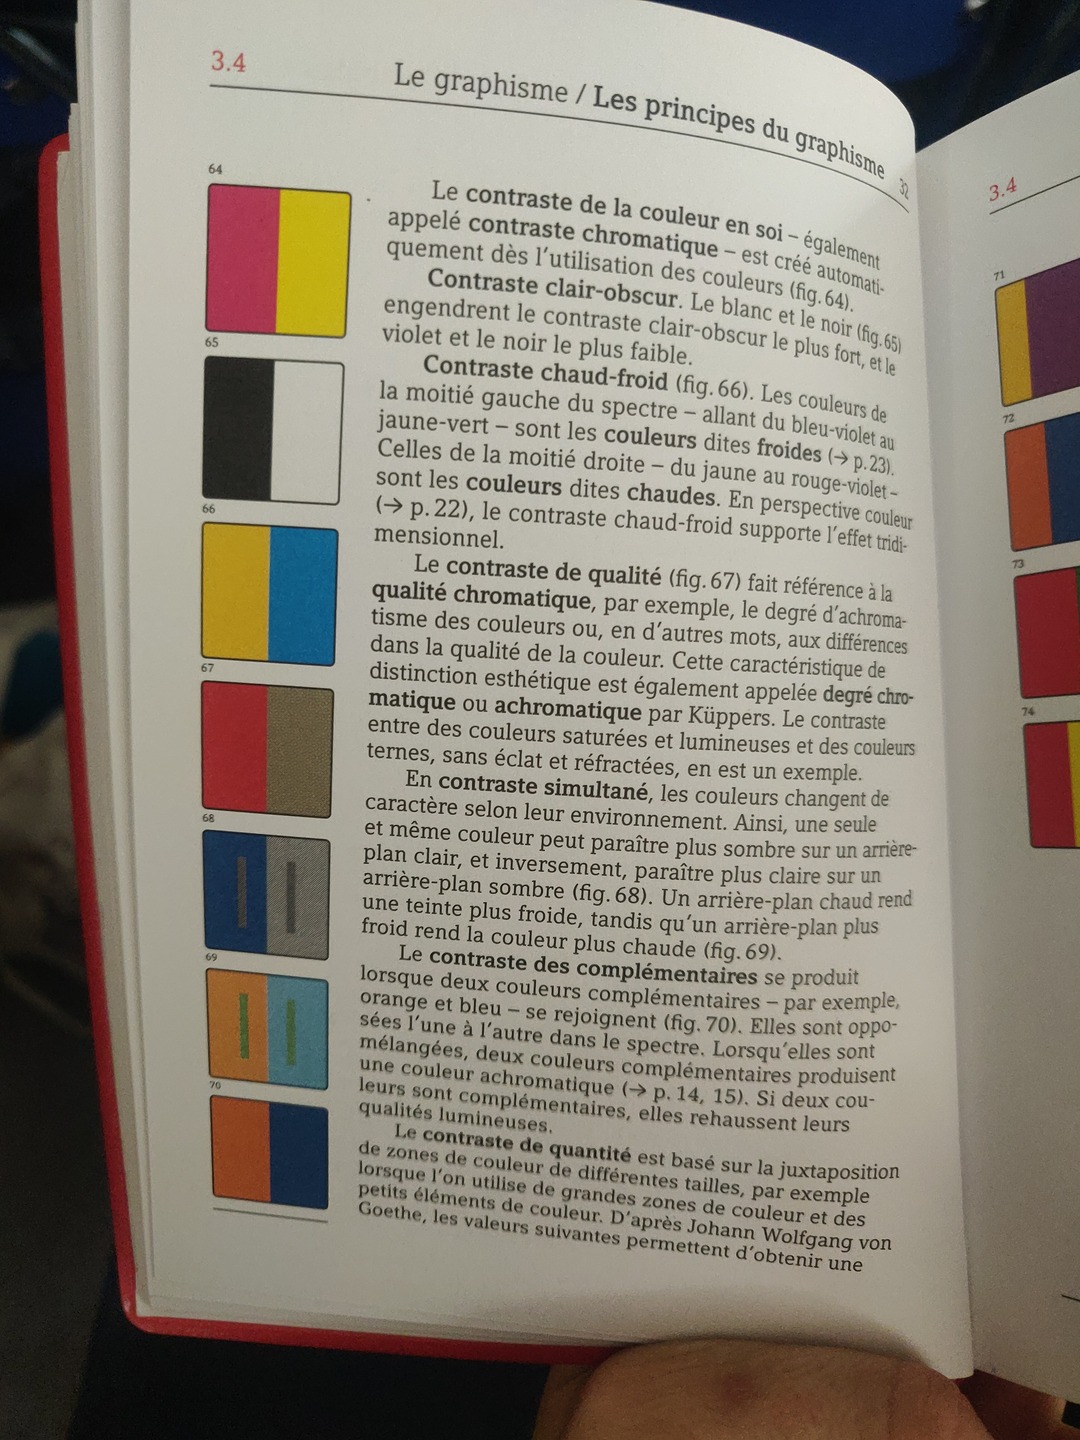 3.4
Le graphisme / Les principes du graphisme
32
64
65
66
67
68
69
70
Le contraste de la couleur en soi – également
appelé contraste chromatique – est créé automati-
quement dès l'utilisation des couleurs (fig. 64).
Contraste clair-obscur. Le blanc et le noir (fig. 65)
engendrent le contraste clair-obscur le plus fort, et le
violet et le noir le plus faible.
Contraste chaud-froid (fig. 66). Les couleurs de
la moitié gauche du spectre – allant du bleu-violet au
jaune-vert – sont les couleurs dites froides (→ p. 23).
Celles de la moitié droite – du jaune au rouge-violet –
sont les couleurs dites chaudes. En perspective couleur
(→ p. 22), le contraste chaud-froid supporte l'effet tridi-
mensionnel.
Le contraste de qualité (fig. 67) fait référence à la
qualité chromatique, par exemple, le degré d'achroma-
tisme des couleurs ou, en d'autres mots, aux différences
dans la qualité de la couleur. Cette caractéristique de
distinction esthétique est également appelée degré chro-
matique ou achromatique par Küppers. Le contraste
entre des couleurs saturées et lumineuses et des couleurs
ternes, sans éclat et réfractées, en est un exemple.
En contraste simultané, les couleurs changent de
caractère selon leur environnement. Ainsi, une seule
et même couleur peut paraître plus sombre sur un arrière-
plan clair, et inversement, paraître plus claire sur un
arrière-plan sombre (fig. 68). Un arrière-plan chaud rend
une teinte plus froide, tandis qu'un arrière-plan plus
froid rend la couleur plus chaude (fig. 69).
Le contraste des complémentaires se produit
lorsque deux couleurs complémentaires – par exemple,
orange et bleu – se rejoignent (fig. 70). Elles sont oppo-
sées l'une à l'autre dans le spectre. Lorsqu'elles sont
mélangées, deux couleurs complémentaires produisent
une couleur achromatique (→ p. 14, 15). Si deux cou-
leurs sont complémentaires, elles rehaussent leurs
qualités lumineuses.
Le contraste de quantité est basé sur la juxtaposition
de zones de couleur de différentes tailles, par exemple
lorsque l'on utilise de grandes zones de couleur et des
petits éléments de couleur. D'après Johann Wolfgang von
Goethe, les valeurs suivantes permettent d'obtenir une
3.4
71
72
73
74